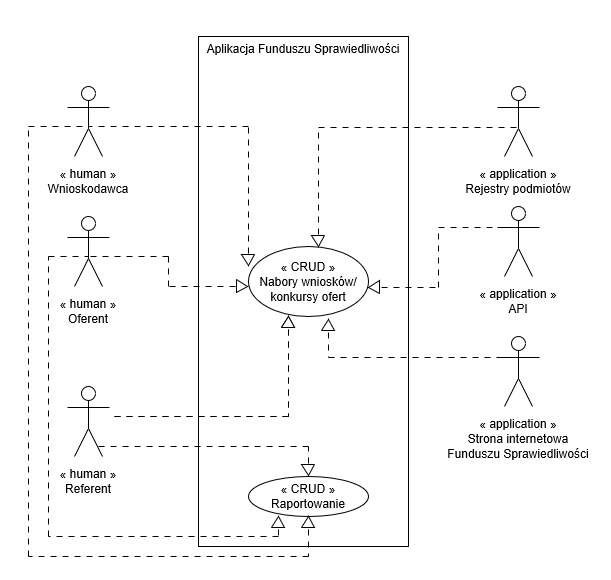 Aplikacja Funduszu Sprawiedliwości
« human »
Wnioskodawca
« human »
Oferent
« human »
Referent
« CRUD »
Nabory wniosków/
konkursy ofert
« CRUD »
Raportowanie
« application »
Rejestry podmiotów
« application »
API
« application »
Strona internetowa
Funduszu Sprawiedliwości